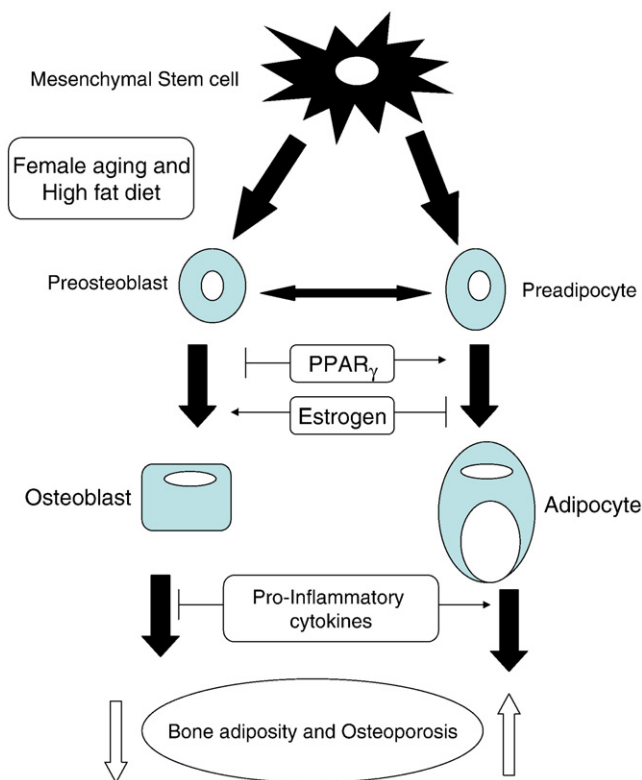 Mesenchymal Stem cell
Female aging and
High fat diet
Preosteoblast
Preadipocyte
PPARγ
Estrogen
Osteoblast
Adipocyte
Pro-Inflammatory
cytokines
Bone adiposity and Osteoporosis